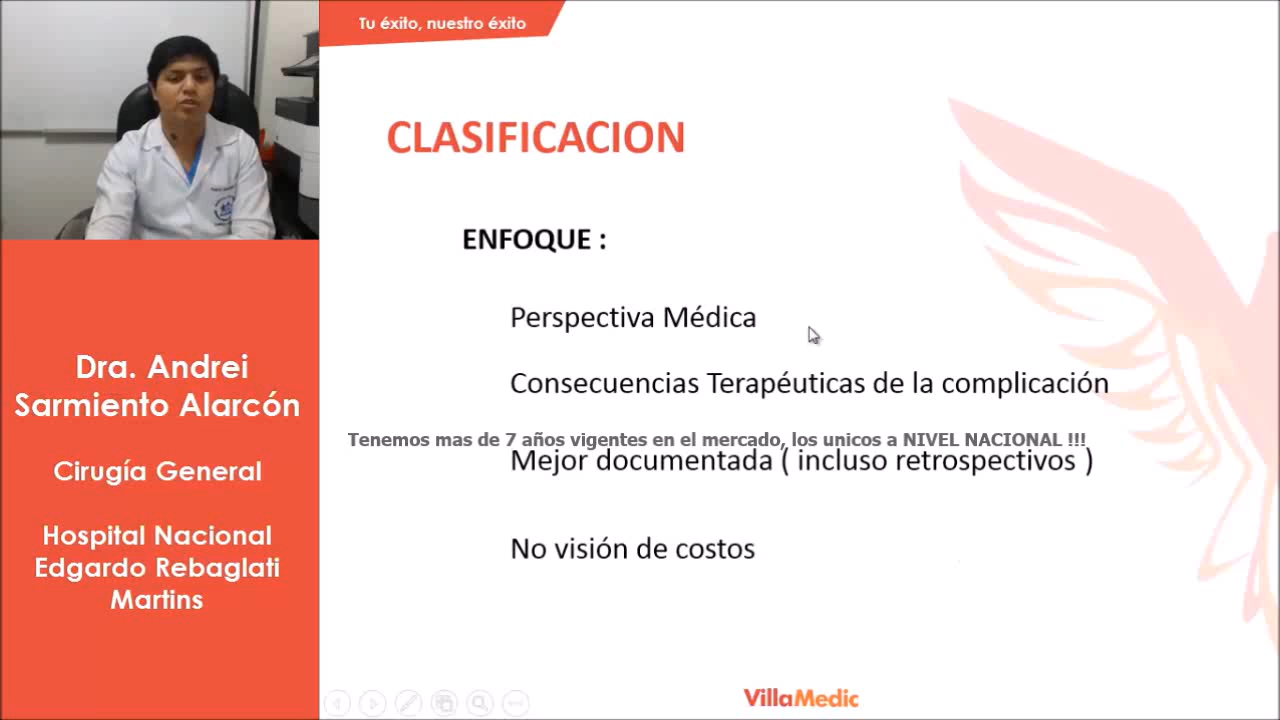 Tu éxito, nuestro éxito
CLASIFICACION
ENFOQUE :
Perspectiva Médica
Consecuencias Terapéuticas de la complicación
Tenemos mas de 7 años vigentes en el mercado, los unicos a NIVEL NACIONAL !!!
Mejor documentada ( incluso retrospectivos )
No visión de costos
Dra. Andrei
Sarmiento Alarcón
Cirugía General
Hospital Nacional
Edgardo Rebaglati
Martins
VillaMedic